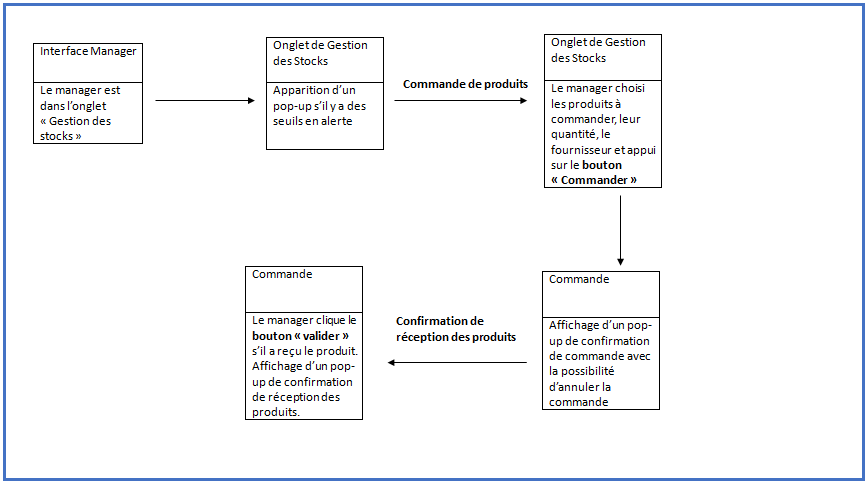 Interface Manager
Le manager est
dans l'onglet
« Gestion des
stocks »
Onglet de Gestion
des Stocks
Apparition d'un
pop-up s'il y a des
seuils en alerte
Commande de produits
Onglet de Gestion
des Stocks
Le manager choisi
les produits à
commander, leur
quantité, le
fournisseur et appui
sur le bouton
« Commander »
Commande
Affichage d'un pop-
up de confirmation
de commande avec
la possibilité
d'annuler la
commande
Confirmation de
réception des produits
Commande
Le manager clique le
bouton « valider »
s'il a reçu le produit.
Affichage d'un pop-
up de confirmation
de réception des
produits.